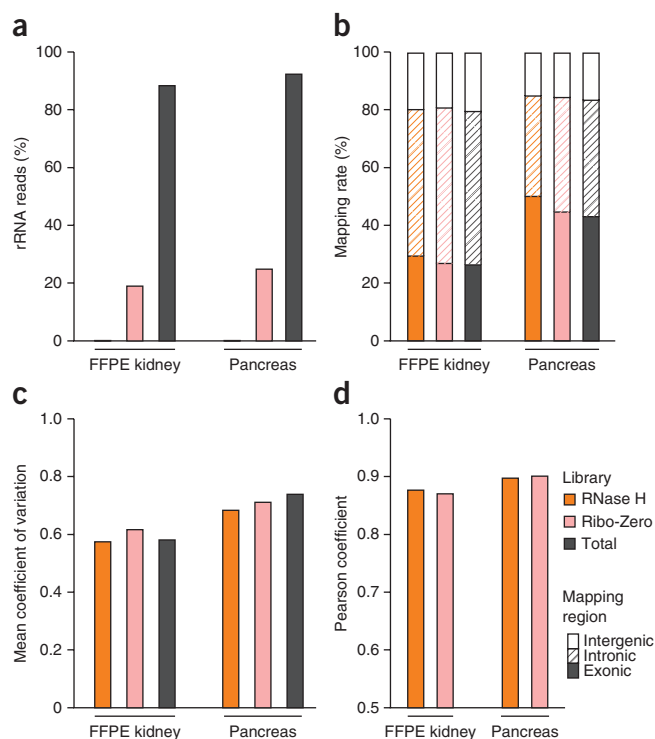 a
rRNA reads (%)
100
80
60
40
20
0
FFPE kidney
Pancreas
b
Mapping rate (%)
100
80
60
40
20
0
FFPE kidney
Pancreas
c
Mean coefficient of variation
1.0
0.8
0.6
0.4
0.2
0
FFPE kidney
Pancreas
d
Pearson coefficient
1.0
0.9
0.8
0.7
0.6
0.5
FFPE kidney
Pancreas
Library
RNase H
Ribo-Zero
Total
Mapping
region
Intergenic
Intronic
Exonic